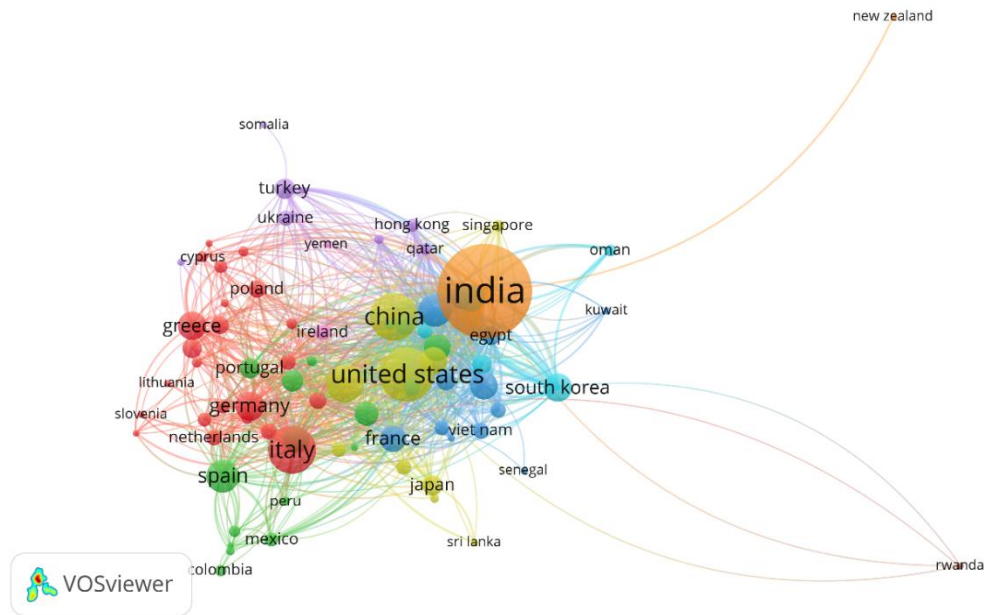 new zealand
somalia
turkey
ukraine
hong kong
singapore
yemen
qatar
oman
cyprus
poland
india
kuwait
china
greece
ireland
egypt
portugal
united states
lithuania
south korea
germany
slovenia
netherlands
italy
france
viet nam
spain
senegal
japan
peru
mexico
sri lanka
colombia
rwanda
VOSviewer